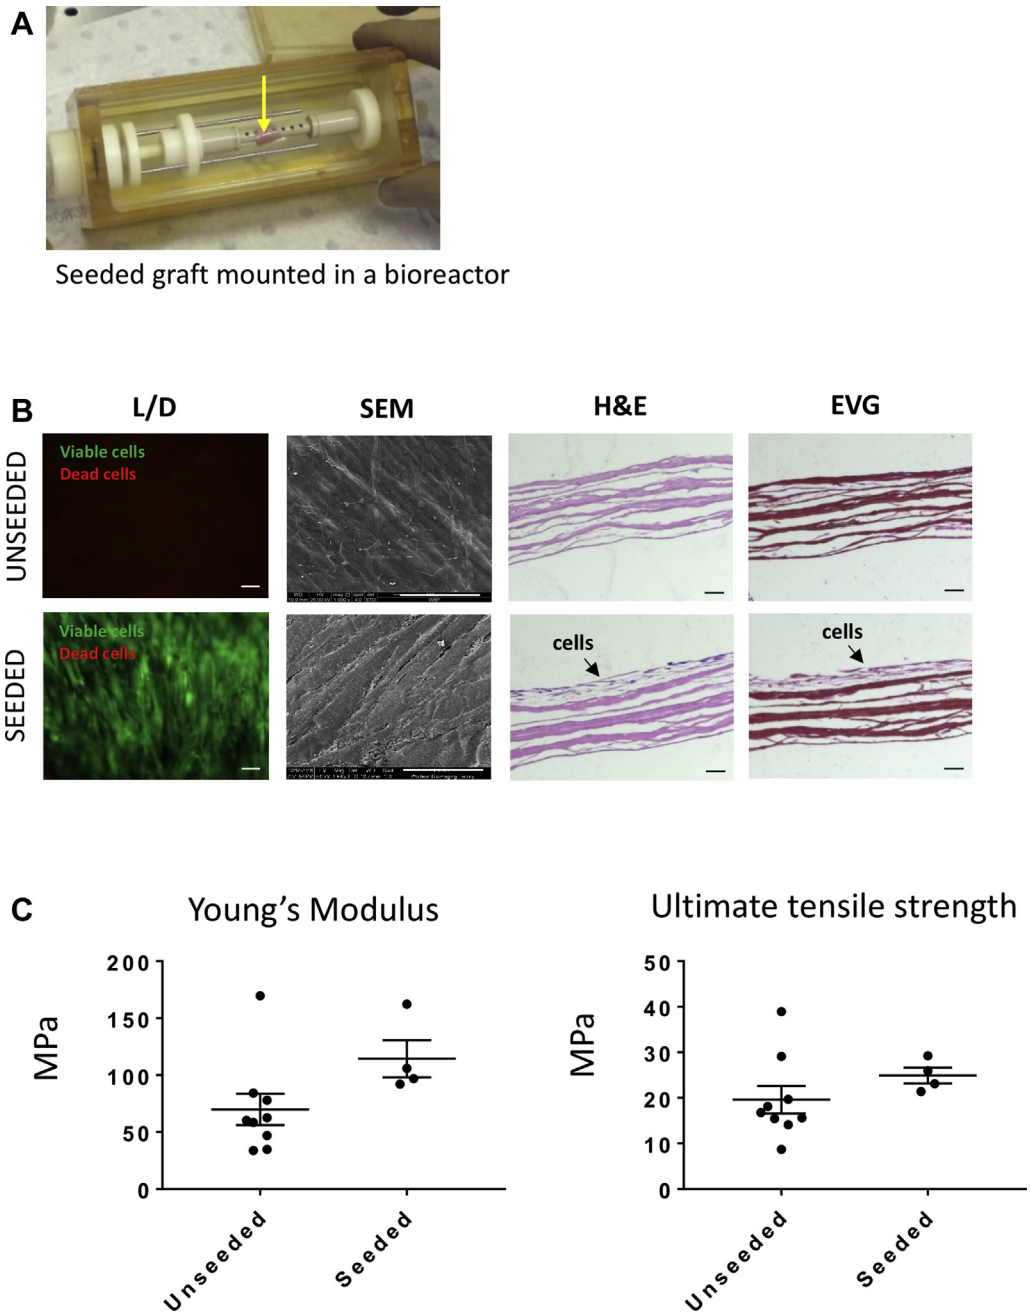 A
Seeded graft mounted in a bioreactor
B
L/D
SEM
H&E
EVG
UNSEEDED
Viable cells
Dead cells
SEEDED
Viable cells
Dead cells
cells
cells
C
Young's Modulus
MPa
200
150
100
50
0
Unseeded
Seeded
Ultimate tensile strength
MPa
50
40
30
20
10
0
Unseeded
Seeded